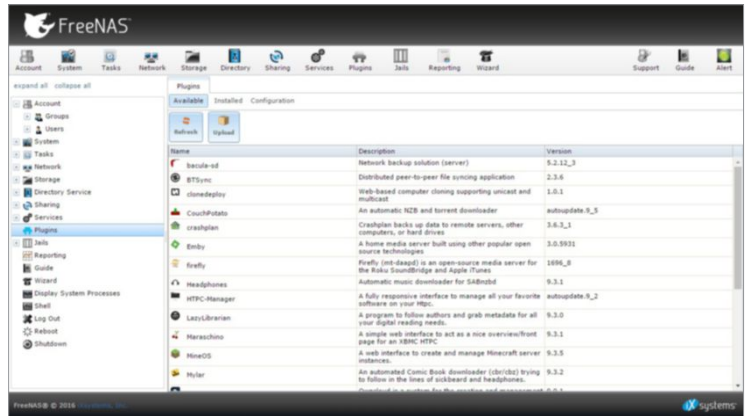 FreeNAS
Account System Tasks Network Storage Directory Sharing Services Plugins Jails Reporting Wizard Support Guide Alert
expand all collapse all
Account
Groups
Users
System
Tasks
Network
Storage
Directory Service
Sharing
Services
Plugins
Jails
Reporting
Guide
Wizard
Display System Processes
Shell
Log Out
Reboot
Shutdown
Plugins
Available Installed Configuration
Refresh Upload
Name Description Version
bacula-sd Network backup solution (server) 5.2.12_3
BTSync Distributed peer-to-peer file syncing application 2.3.6
clonedeploy Web-based computer cloning supporting unicast and 1.0.1
multicast
CouchPotato An automatic NZB and torrent downloader autoupdate.9_5
crashplan Crashplan backs up data to remote servers, other 3.6.3_1
computers, or hard drives
Emby A home media server built using other popular open 3.0.5931
source technologies
firefly Firefly (mt-daapd) is an open-source media server for 1696_8
the Roku SoundBridge and Apple iTunes
Headphones Automatic music downloader for SABnzbd 9.3.1
HTPC-Manager A fully responsive interface to manage all your favorite autoupdate.9_2
software on your Htpc.
LazyLibrarian A program to follow authors and grab metadata for all 9.3.0
your digital reading needs.
Maraschino A simple web interface to act as a nice overview/front 9.3.1
page for an XBMC HTPC
MineOS A web interface to create and manage Minecraft server 9.3.5
instances.
Mylar An automated Comic Book downloader (cbr/cbz) trying 9.3.2
to follow in the lines of sickbeard and headphones.
FreeNAS® © 2016
iX systems